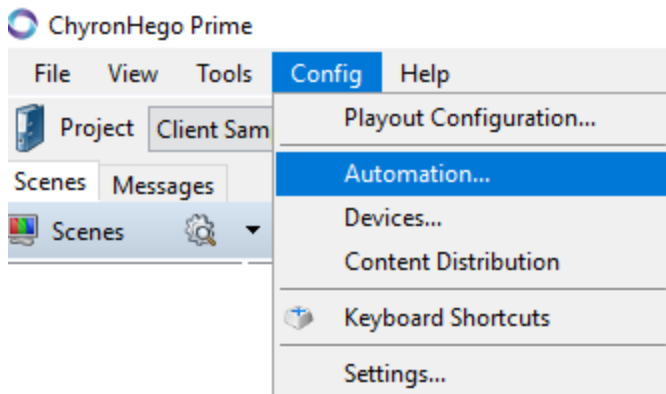 ChyronHego Prime
File View Tools Config Help
Project Client Sam
Playout Configuration...
Scenes Messages
Automation...
Scenes
Devices...
Content Distribution
Keyboard Shortcuts
Settings...